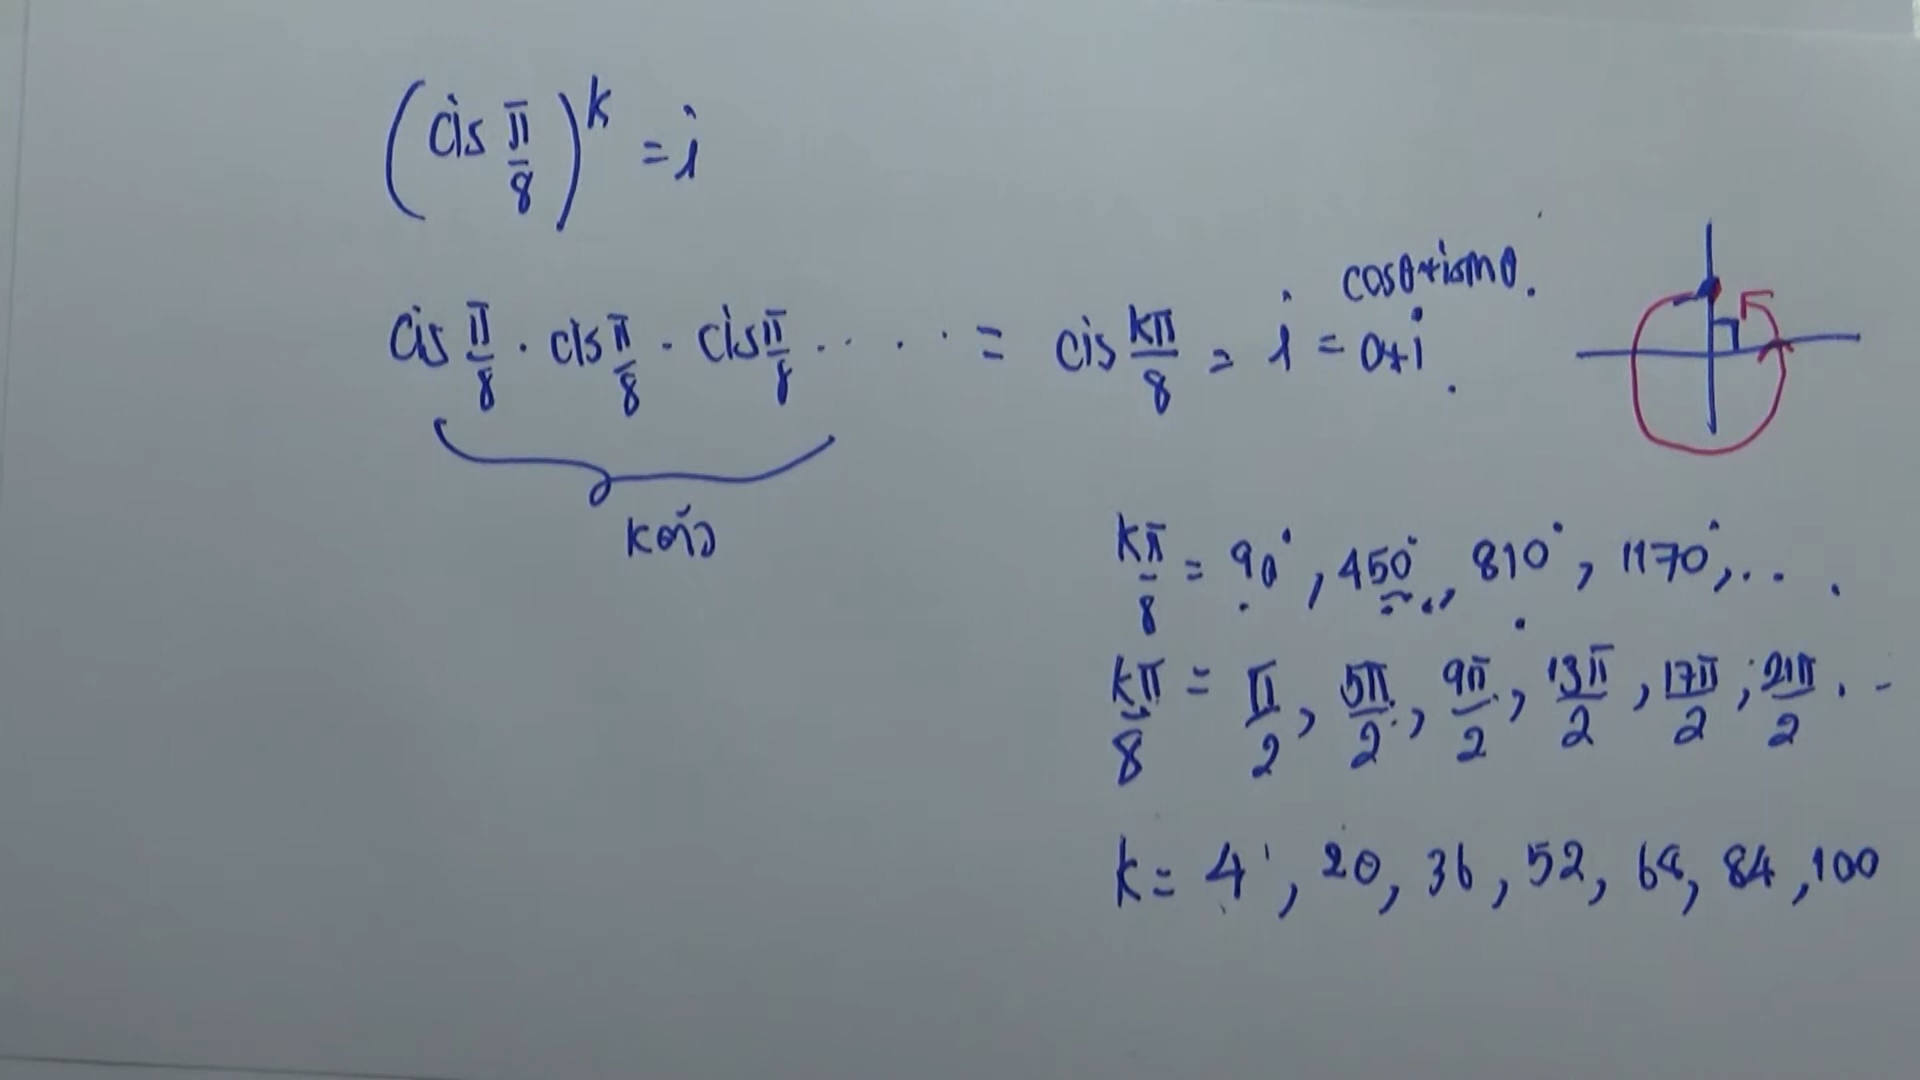 (cis π/8)^k = i
cosθ+isinθ.
cis π/8 · cis π/8 · cis π/8 ..... = cis kπ/8 = i = 0+i.
kตัว
kπ/8 = 90°, 450°, 810°, 1170°, ...
kπ/8 = π/2, 5π/2, 9π/2, 13π/2, 17π/2, 21π/2 ..
k = 4, 20, 36, 52, 68, 84, 100